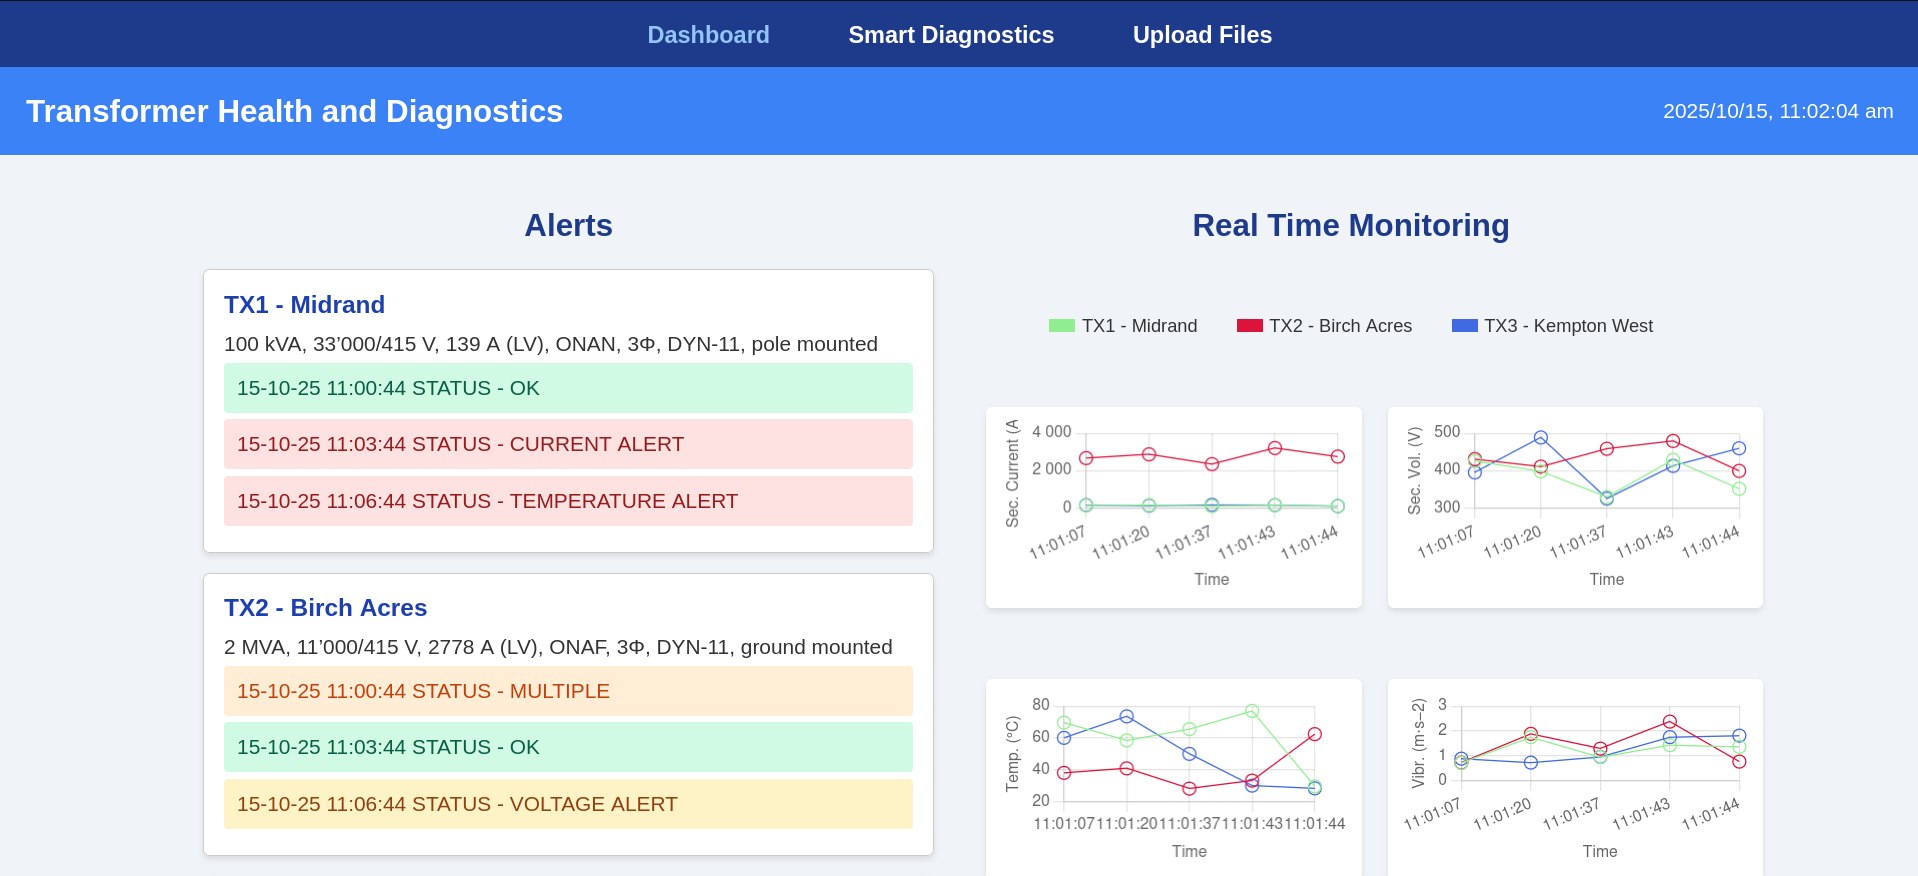 Dashboard Smart Diagnostics Upload Files
Transformer Health and Diagnostics
2025/10/15, 11:02:04 am
Alerts
TX1 - Midrand
100 kVA, 33’000/415 V, 139 A (LV), ONAN, 3Φ, DYN-11, pole mounted
15-10-25 11:00:44 STATUS - OK
15-10-25 11:03:44 STATUS - CURRENT ALERT
15-10-25 11:06:44 STATUS - TEMPERATURE ALERT
TX2 - Birch Acres
2 MVA, 11’000/415 V, 2778 A (LV), ONAF, 3Φ, DYN-11, ground mounted
15-10-25 11:00:44 STATUS - MULTIPLE
15-10-25 11:03:44 STATUS - OK
15-10-25 11:06:44 STATUS - VOLTAGE ALERT
Real Time Monitoring
TX1 - Midrand TX2 - Birch Acres TX3 - Kempton West
Sec. Current (A
4 000
2 000
0
11:01:07 11:01:20 11:01:37 11:01:43 11:01:44
Time
Sec. Vol. (V)
500
400
300
11:01:07 11:01:20 11:01:37 11:01:43 11:01:44
Time
Temp. (°C)
80
60
40
20
11:01:07 11:01:20 11:01:37 11:01:43 11:01:44
Time
Vibr. (m·s–2)
3
2
1
0
11:01:07 11:01:20 11:01:37 11:01:43 11:01:44
Time